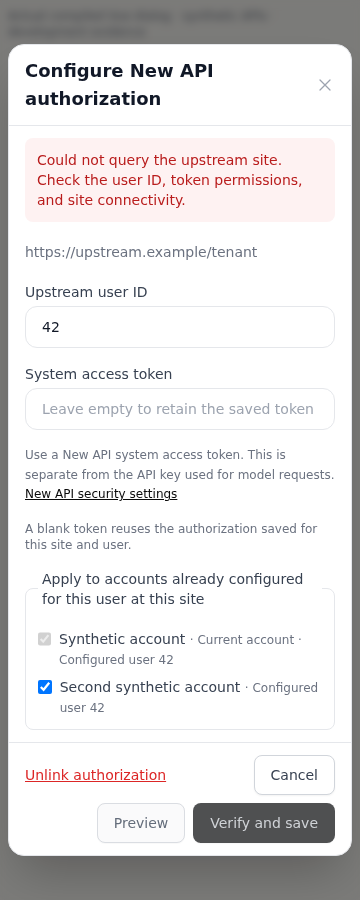 Configure New API
authorization
Could not query the upstream site.
Check the user ID, token permissions,
and site connectivity.
https://upstream.example/tenant
Upstream user ID
42
System access token
Leave empty to retain the saved token
Use a New API system access token. This is
separate from the API key used for model requests.
New API security settings
A blank token reuses the authorization saved for
this site and user.
Apply to accounts already configured
for this user at this site
Synthetic account · Current account ·
Configured user 42
Second synthetic account · Configured
user 42
Unlink authorization
Cancel
Preview
Verify and save